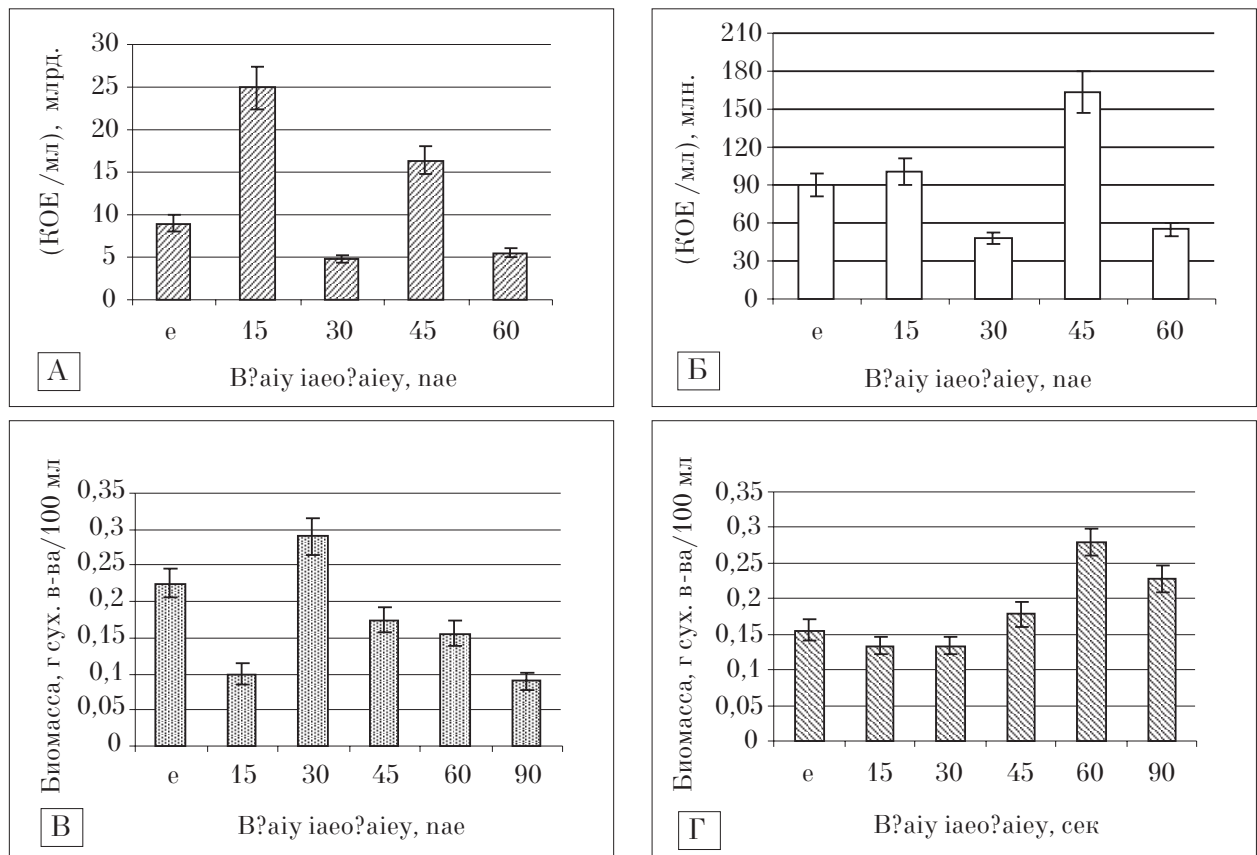 (КОЕ /мл), млрд.
30
25
20
15
10
5
0
е 15 30 45 60
В?аiу iаео?аiеу, nае
А
(КОЕ /мл), млн.
210
180
150
120
90
60
30
0
е 15 30 45 60
В?аiу iаео?аiеу, nае
Б
Биомасса, г сух. в-ва/100 мл
0,35
0,3
0,25
0,2
0,15
0,1
0,05
0
е 15 30 45 60 90
В?аiу iаео?аiеу, nае
В
Биомасса, г сух. в-ва/100 мл
0,35
0,3
0,25
0,2
0,15
0,1
0,05
0
е 15 30 45 60 90
В?аiу iаео?аiеу, сек
Г